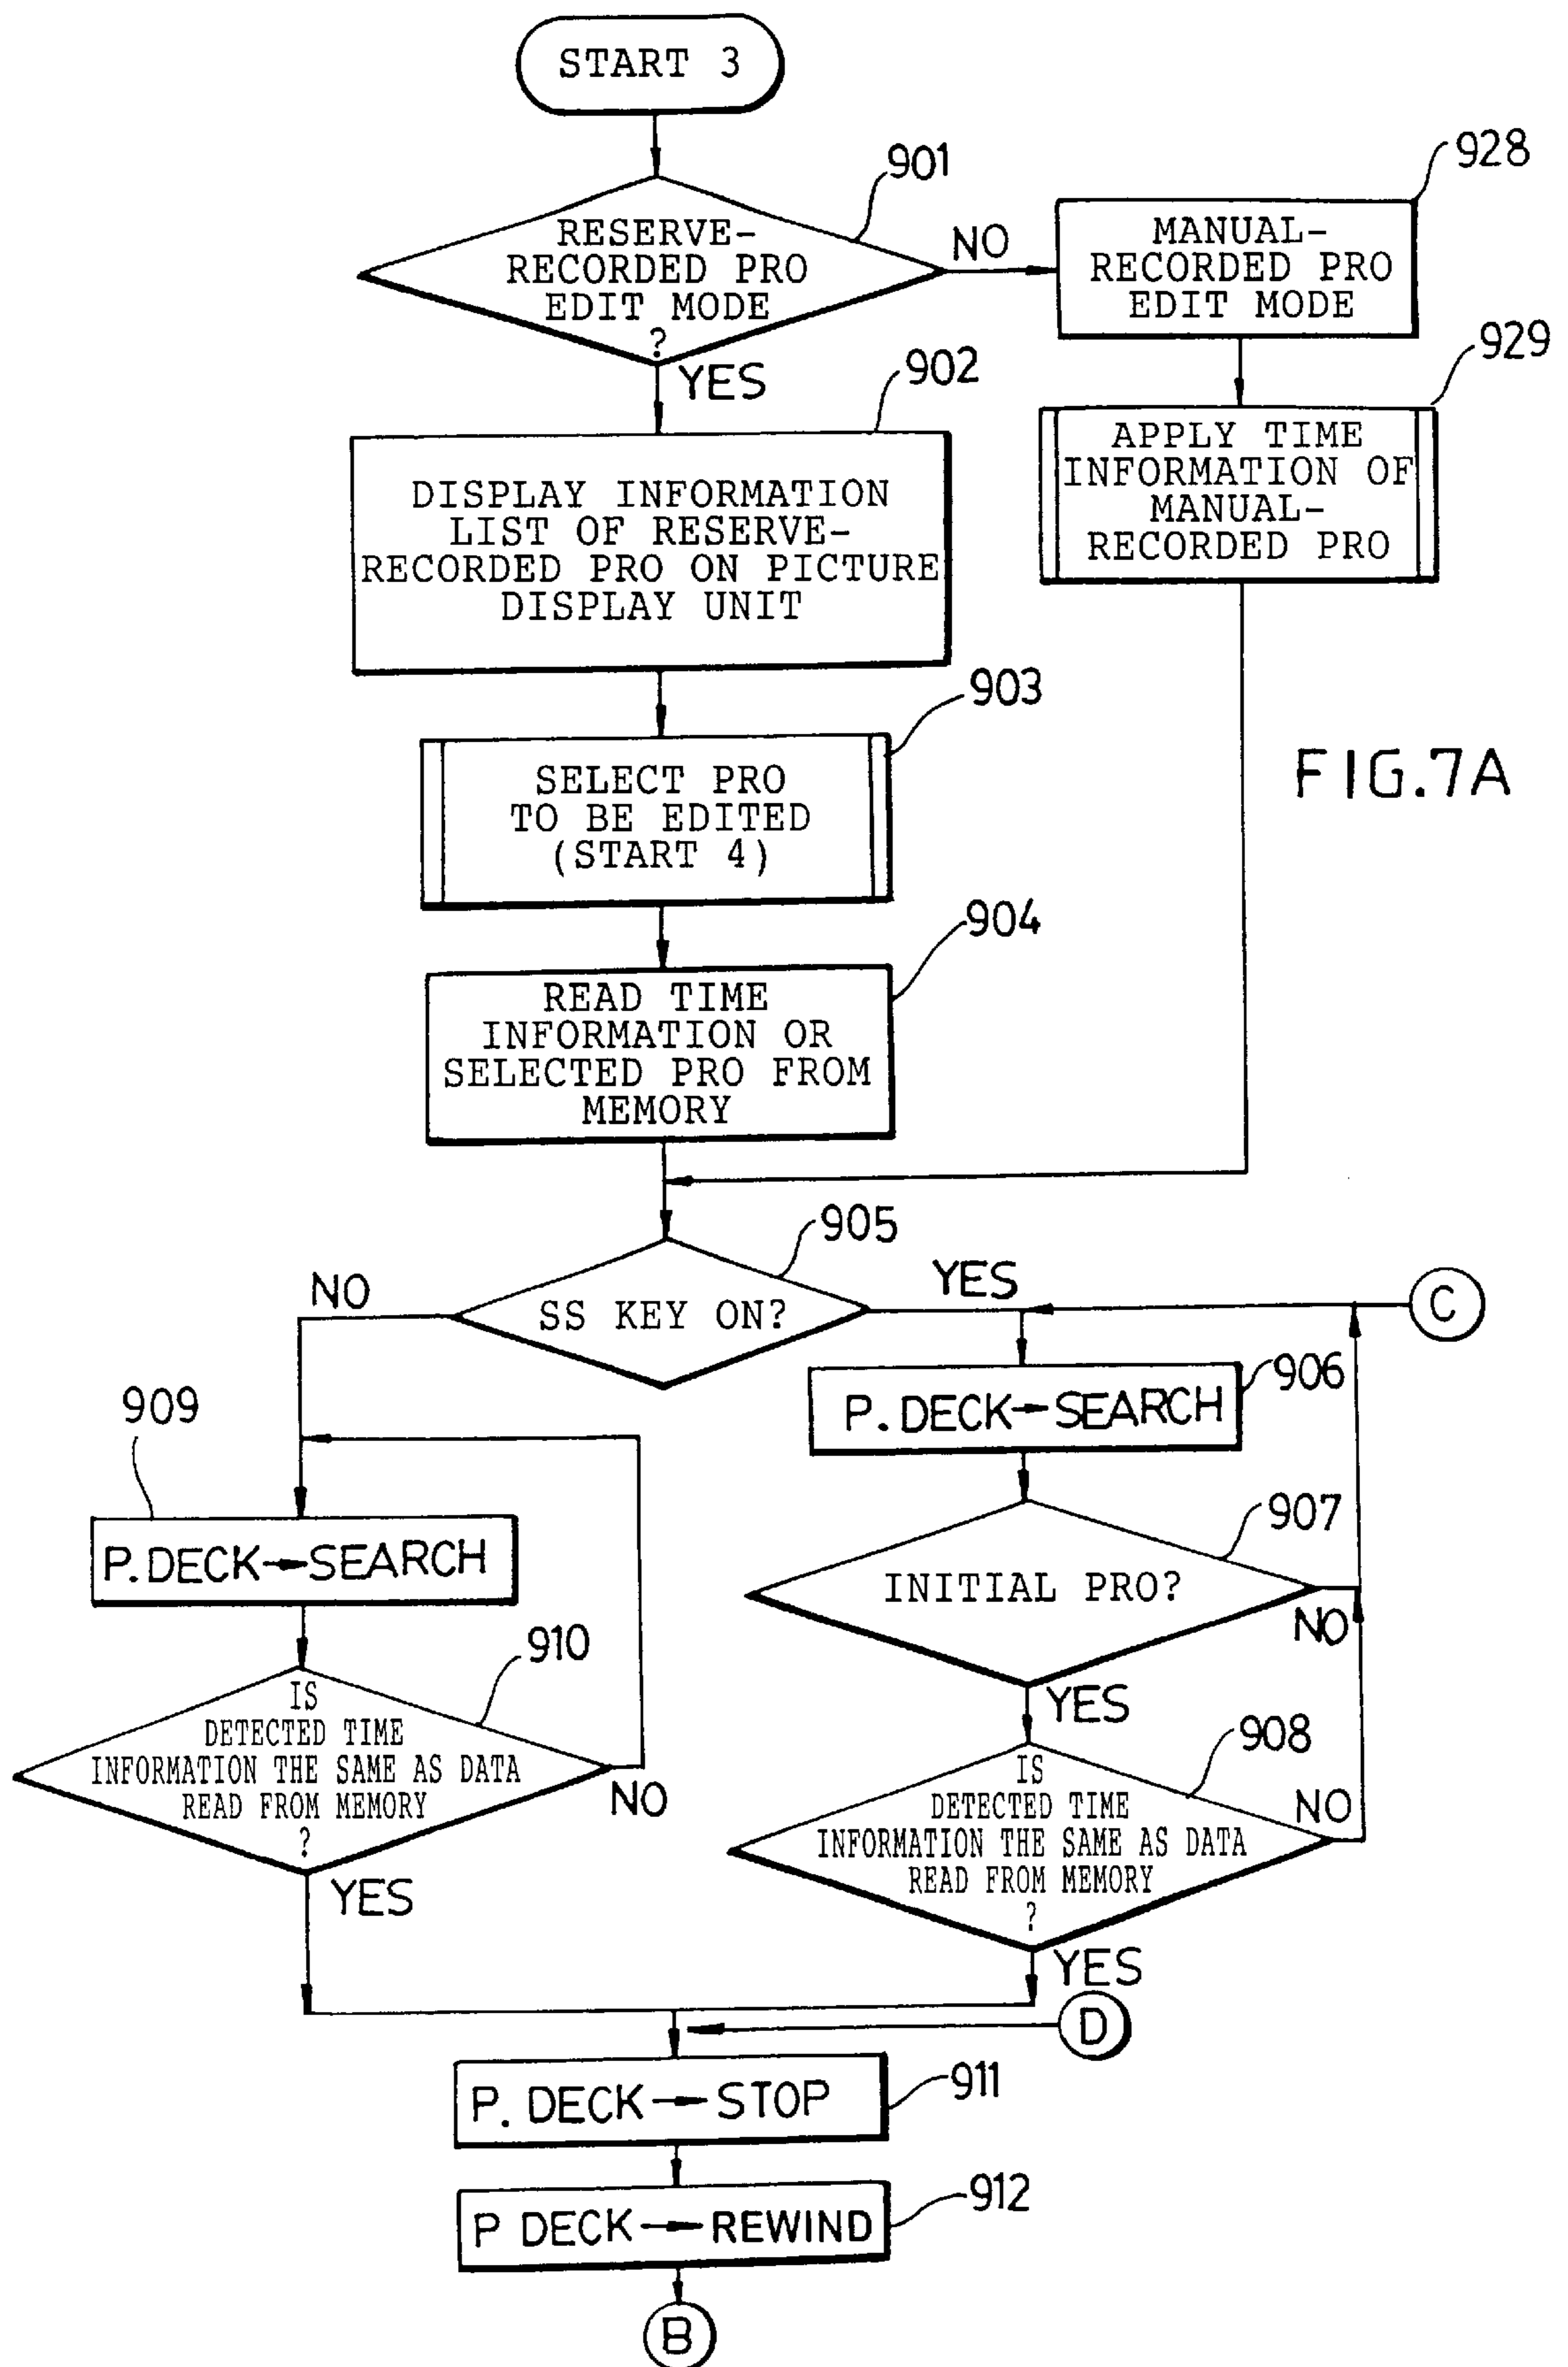 START 3
901
RESERVE-
RECORDED PRO
EDIT MODE
?
NO
YES
928
MANUAL-
RECORDED PRO
EDIT MODE
929
APPLY TIME
INFORMATION OF
MANUAL-
RECORDED PRO
902
DISPLAY INFORMATION
LIST OF RESERVE-
RECORDED PRO ON PICTURE
DISPLAY UNIT
903
SELECT PRO
TO BE EDITED
(START 4)
FIG.7A
904
READ TIME
INFORMATION OR
SELECTED PRO FROM
MEMORY
905
NO
SS KEY ON?
YES
C
906
P. DECK→SEARCH
909
P.DECK→SEARCH
907
INITIAL PRO?
NO
YES
910
IS
DETECTED TIME
INFORMATION THE SAME AS DATA
READ FROM MEMORY
?
NO
YES
908
IS
DETECTED TIME
INFORMATION THE SAME AS DATA
READ FROM MEMORY
?
NO
YES
D
911
P. DECK→STOP
912
P DECK→REWIND
B